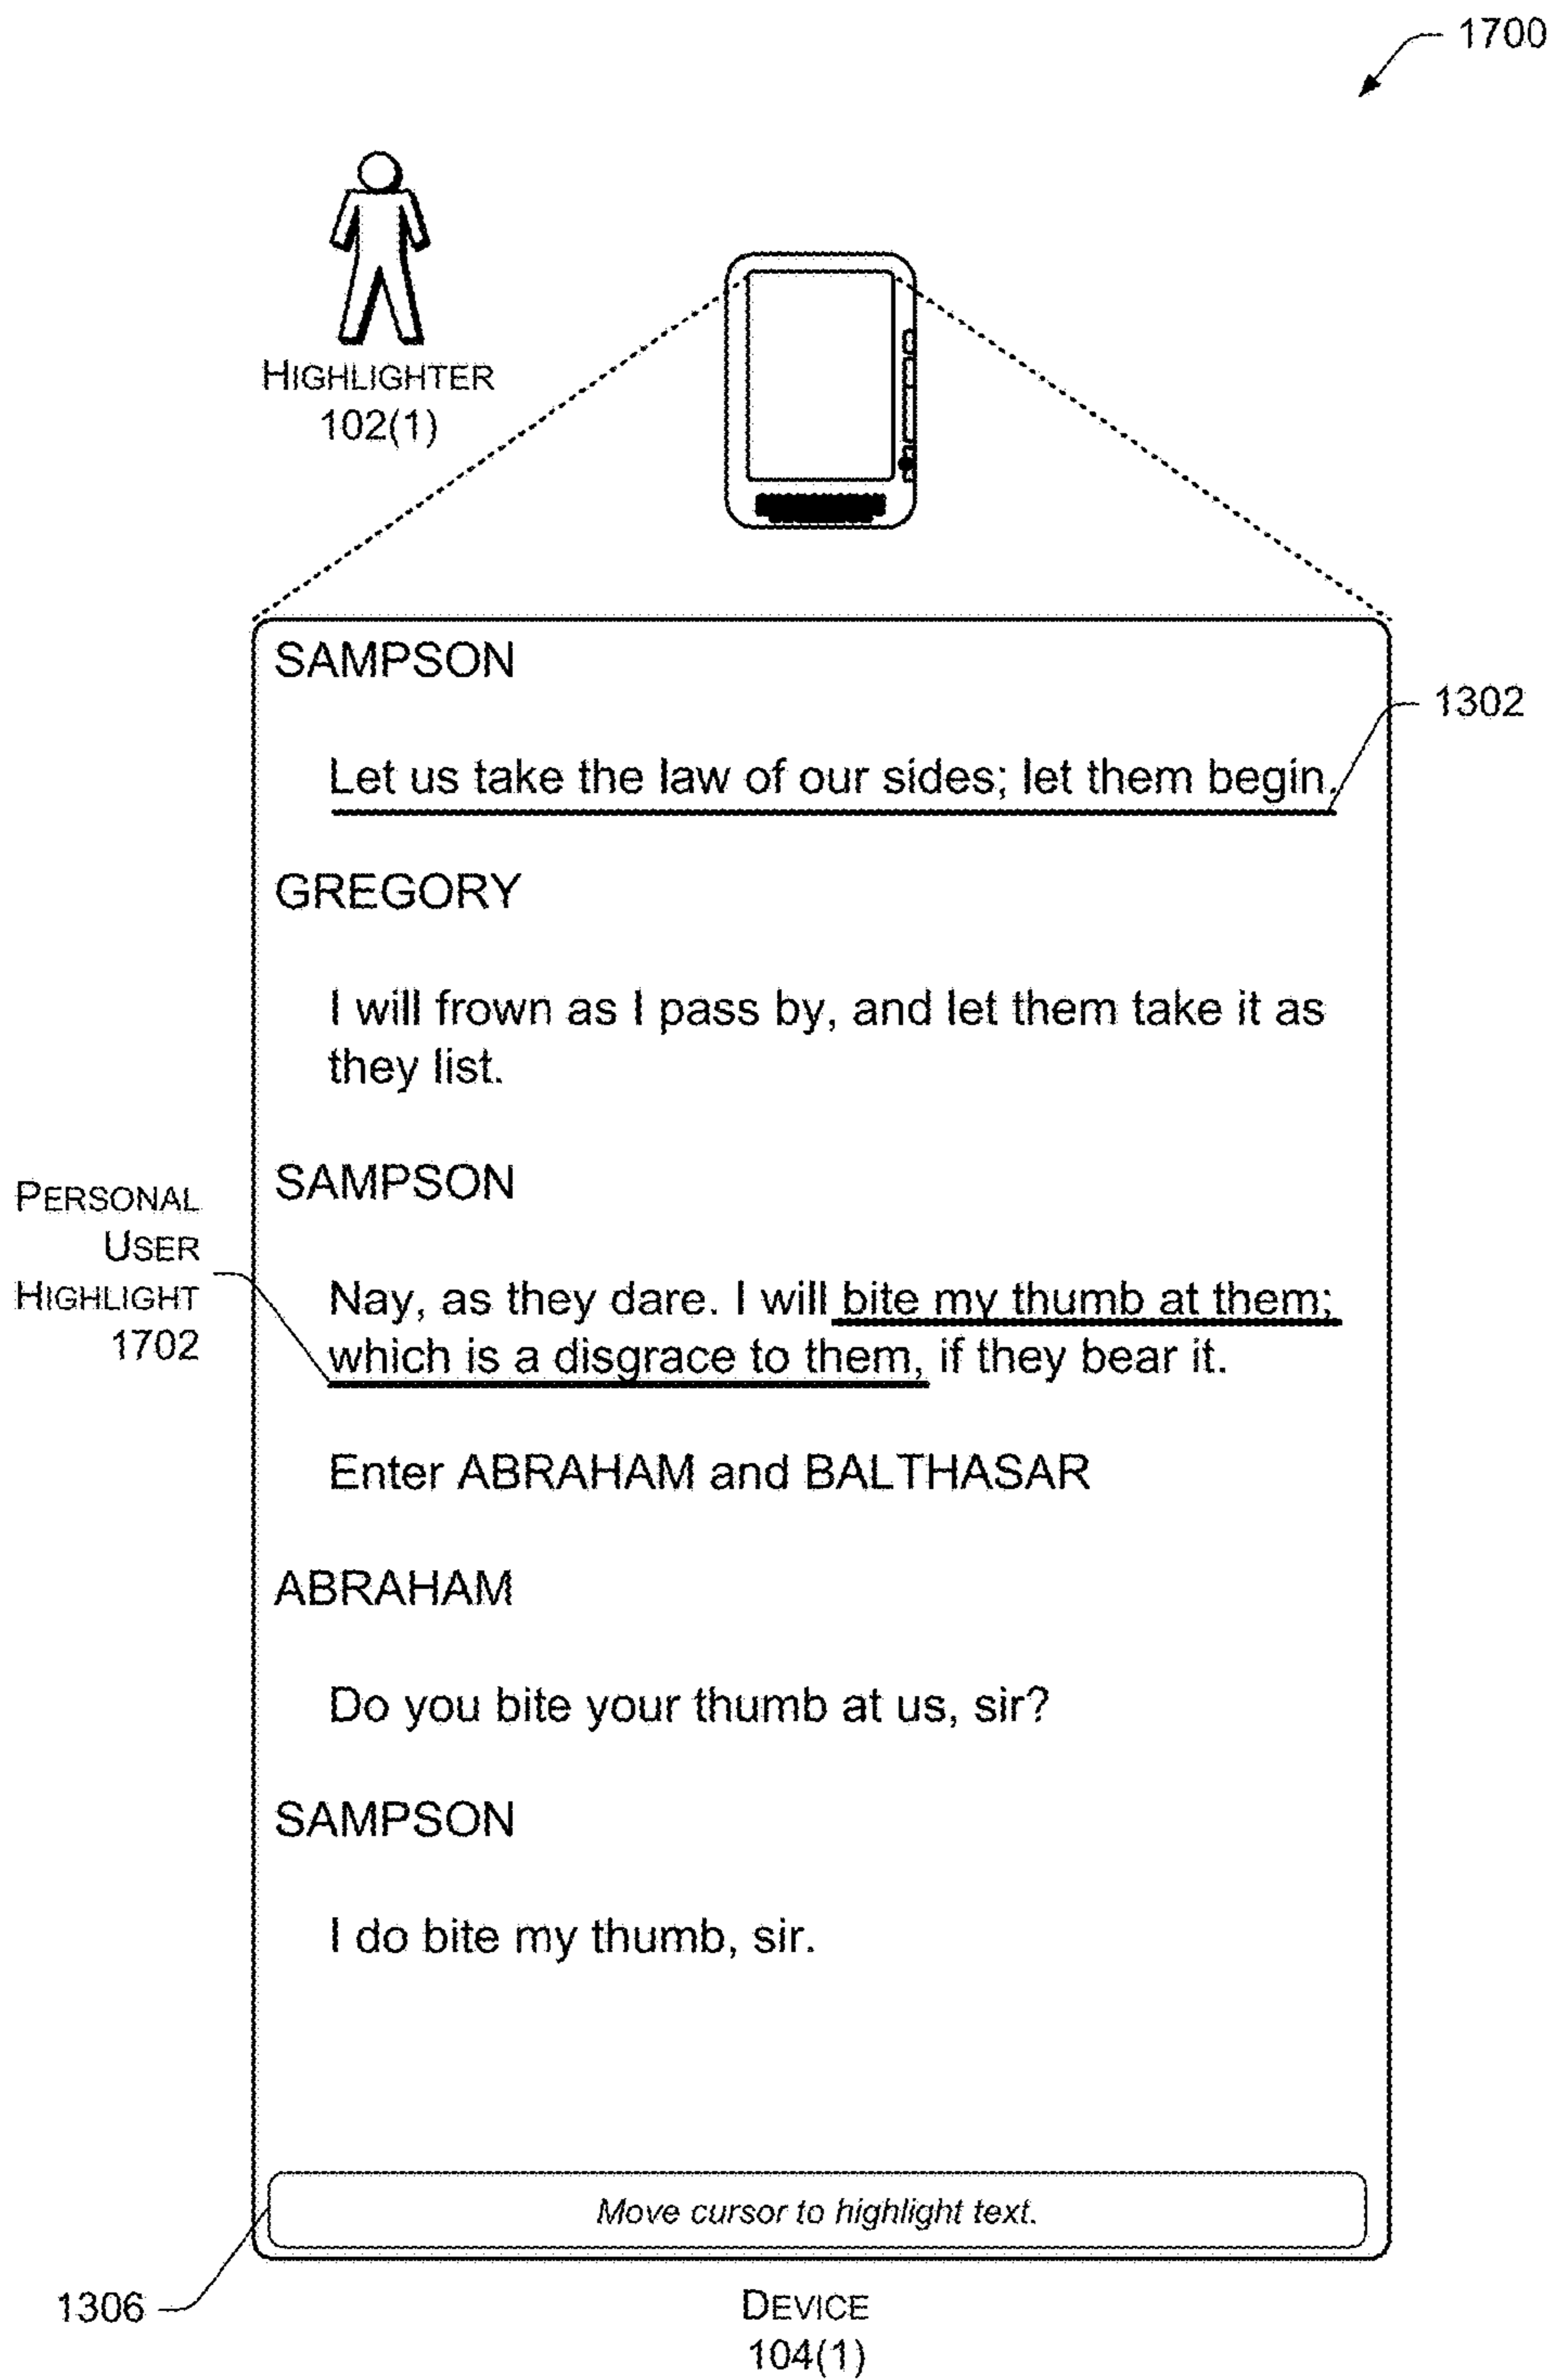 1700
HIGHLIGHTER
102(1)
SAMPSON
1302
Let us take the law of our sides; let them begin.
GREGORY
I will frown as I pass by, and let them take it as
they list.
SAMPSON
PERSONAL
USER
HIGHLIGHT
1702
Nay, as they dare. I will bite my thumb at them;
which is a disgrace to them, if they bear it.
Enter ABRAHAM and BALTHASAR
ABRAHAM
Do you bite your thumb at us, sir?
SAMPSON
I do bite my thumb, sir.
Move cursor to highlight text.
1306
DEVICE
104(1)